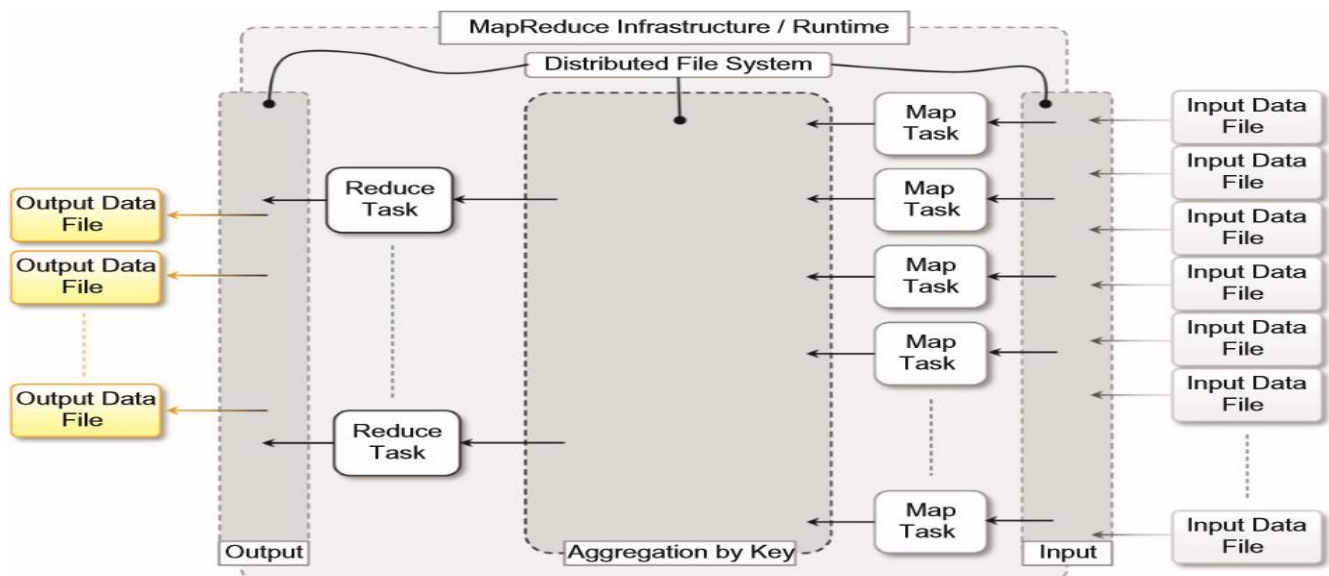 MapReduce Infrastructure / Runtime
Distributed File System
Output Data
File
Output Data
File
Output Data
File
Reduce
Task
Reduce
Task
Map
Task
Map
Task
Map
Task
Map
Task
Map
Task
Input Data
File
Input Data
File
Input Data
File
Input Data
File
Input Data
File
Input Data
File
Input Data
File
Output
Aggregation by Key
Input